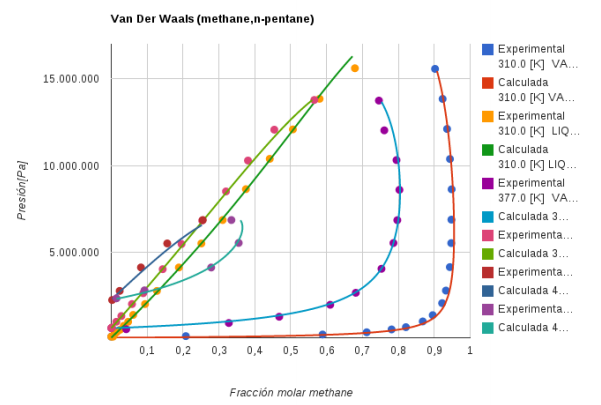 Van Der Waals (methane,n-pentane)
15.000.000
10.000.000
5.000.000
Presión[Pa]
0,1
0,2
0,3
0,4
0,5
0,6
0,7
0,8
0,9
1
Fracción molar methane
Experimental
310.0 [K] VA...
Calculada
310.0 [K] VA...
Experimental
310.0 [K] LIQ...
Calculada
310.0 [K] LIQ...
Experimental
377.0 [K] VA...
Calculada 3...
Experimenta...
Calculada 3...
Experimenta...
Calculada 4...
Experimenta...
Calculada 4...